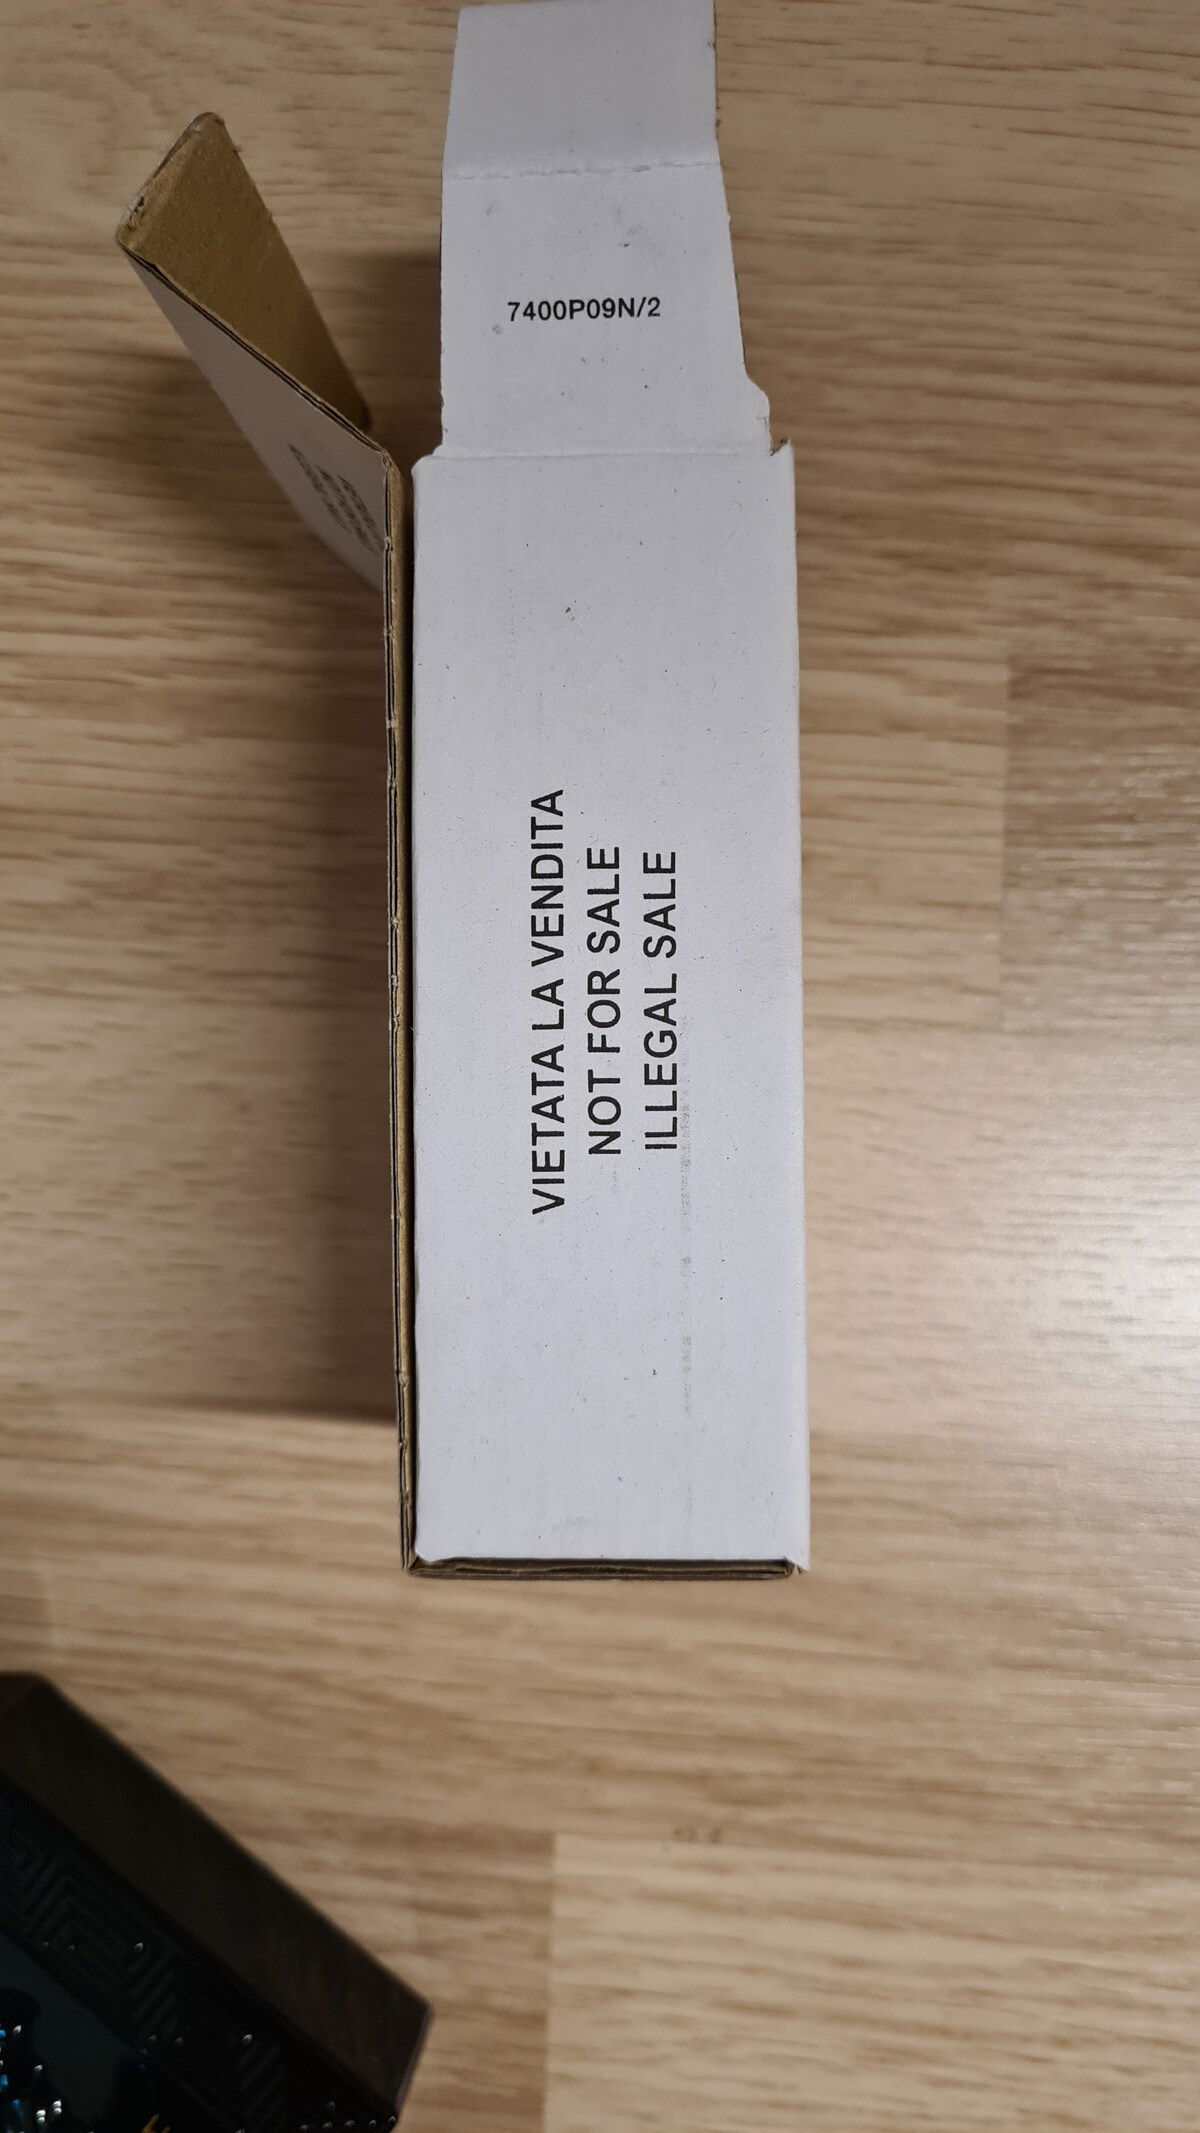 7400P09N/2
VIETATA LA VENDITA
NOT FOR SALE
ILLEGAL SALE